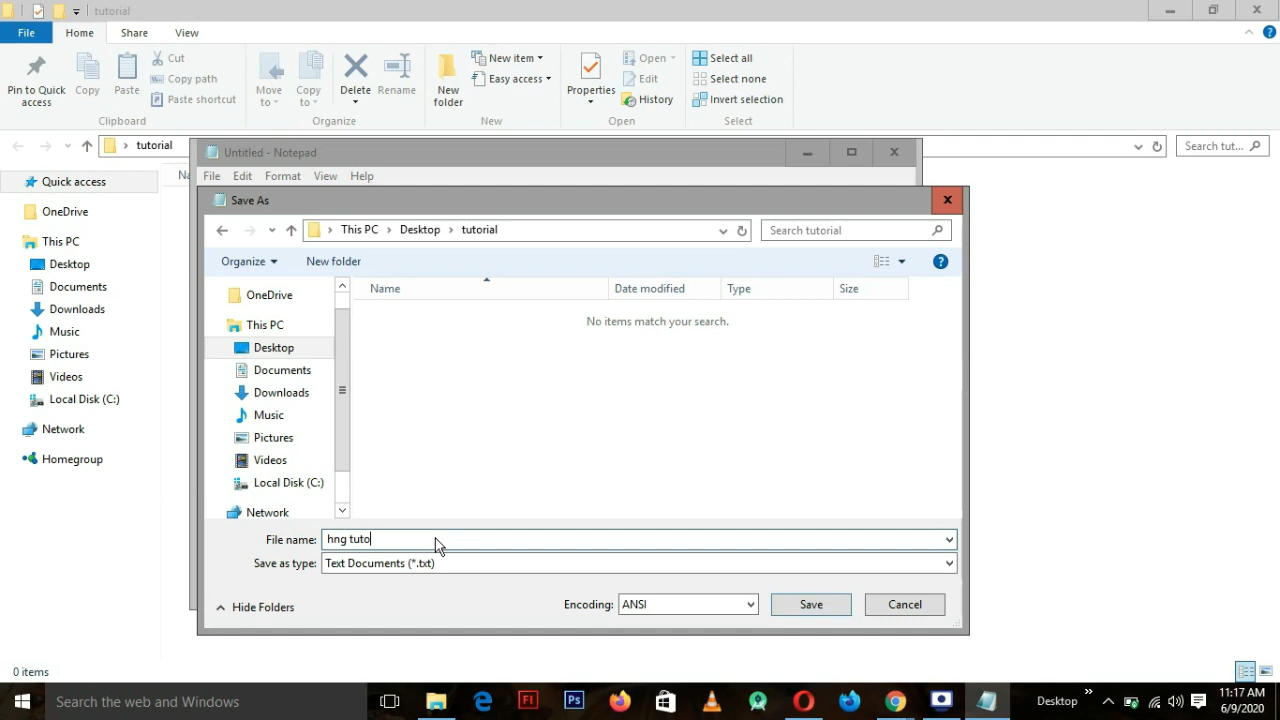 tutorial
File Home Share View
Pin to Quick access
Copy
Paste
Cut
Copy path
Paste shortcut
Clipboard
Move to
Copy to
Delete
Rename
Organize
New folder
New item
Easy access
New
Properties
Open
Edit
History
Open
Select all
Select none
Invert selection
Select
tutorial
Search tut...
Quick access
OneDrive
This PC
Desktop
Documents
Downloads
Music
Pictures
Videos
Local Disk (C:)
Network
Homegroup
Na
Untitled - Notepad
File Edit Format View Help
Save As
This PC Desktop tutorial
Search tutorial
Organize New folder
OneDrive
This PC
Desktop
Documents
Downloads
Music
Pictures
Videos
Local Disk (C:)
Network
Name Date modified Type Size
No items match your search.
File name: hng tuto
Save as type: Text Documents (*.txt)
Hide Folders
Encoding: ANSI Save Cancel
0 items
Search the web and Windows
Fl
Ps
Desktop
11:17 AM
6/9/2020